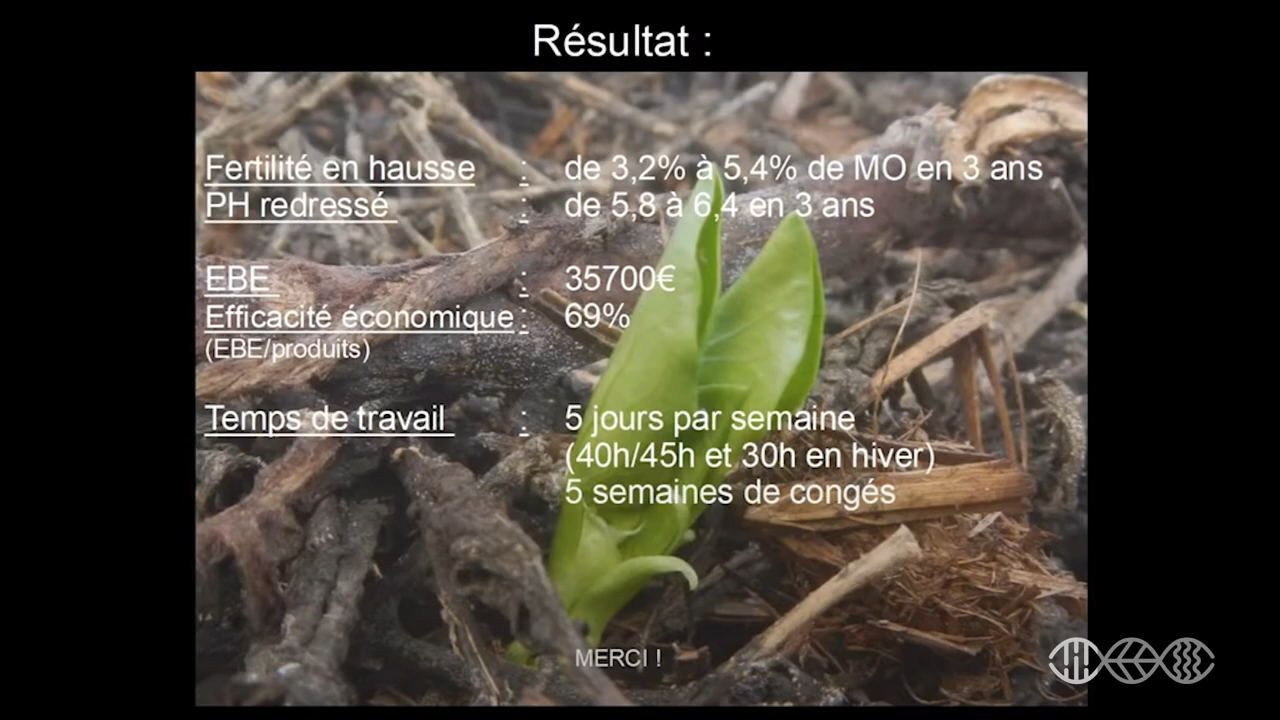 Résultat :
Fertilité en hausse : de 3,2% à 5,4% de MO en 3 ans
PH redressé : de 5,8 à 6,4 en 3 ans
EBE : 35700€
Efficacité économique : 69%
(EBE/produits)
Temps de travail : 5 jours par semaine
(40h/45h et 30h en hiver)
5 semaines de congés
MERCI !